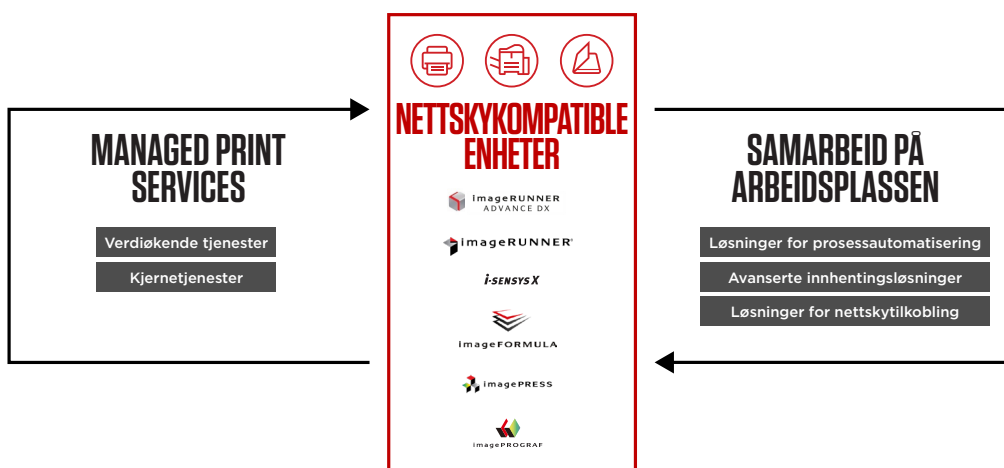 MANAGED PRINT
SERVICES
Verdiøkende tjenester
Kjernetjenester
NETTSKYKOMPATIBLE
ENHETER
imageRUNNER
ADVANCE DX
imageRUNNER®
i-SENSYS X
imageFORMULA
imagePRESS
imagePROGRAF
SAMARBEID PÅ
ARBEIDSPLASSEN
Løsninger for prosessautomatisering
Avanserte innhentingsløsninger
Løsninger for nettskytilkobling